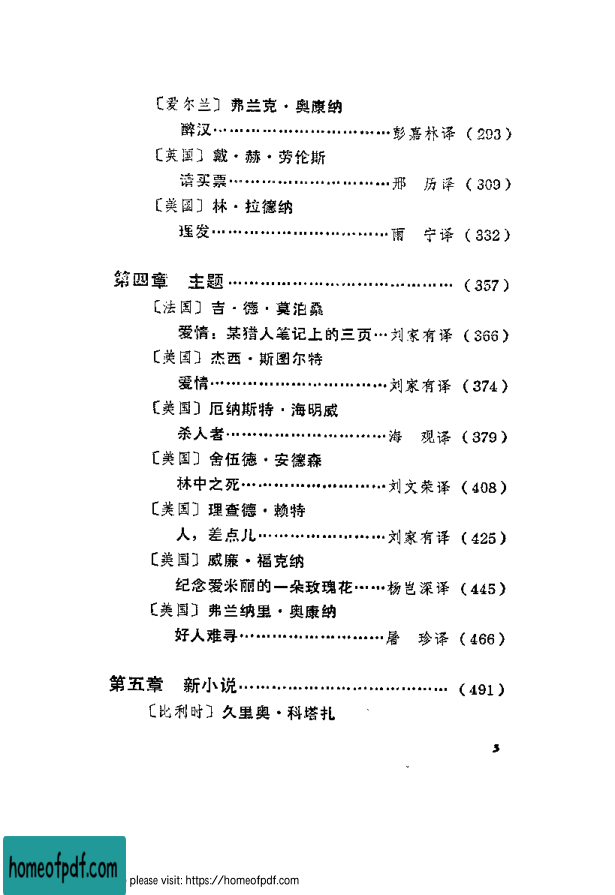 〔爱尔兰〕弗兰克·奥康纳
醉汉……………………………彭嘉林译（293）
〔英国〕戴·赫·劳伦斯
请买票…………………………邢　历译（309）
〔美国〕林·拉德纳
理发……………………………雨　宁译（332）
第四章　主题……………………………………（357）
〔法国〕吉·德·莫泊桑
爱情：某猎人笔记上的三页…刘家有译（366）
〔美国〕杰西·斯图尔特
爱情……………………………刘家有译（374）
〔美国〕厄纳斯特·海明威
杀人者…………………………海　观译（379）
〔美国〕舍伍德·安德森
林中之死………………………刘文荣译（408）
〔美国〕理查德·赖特
人，差点儿……………………刘家有译（425）
〔美国〕威廉·福克纳
纪念爱米丽的一朵玫瑰花……杨岂深译（445）
〔美国〕弗兰纳里·奥康纳
好人难寻………………………屠　珍译（466）
第五章　新小说…………………………………（491）
〔比利时〕久里奥·科塔扎
3
homeofpdf.com
please visit: https://homeofpdf.com